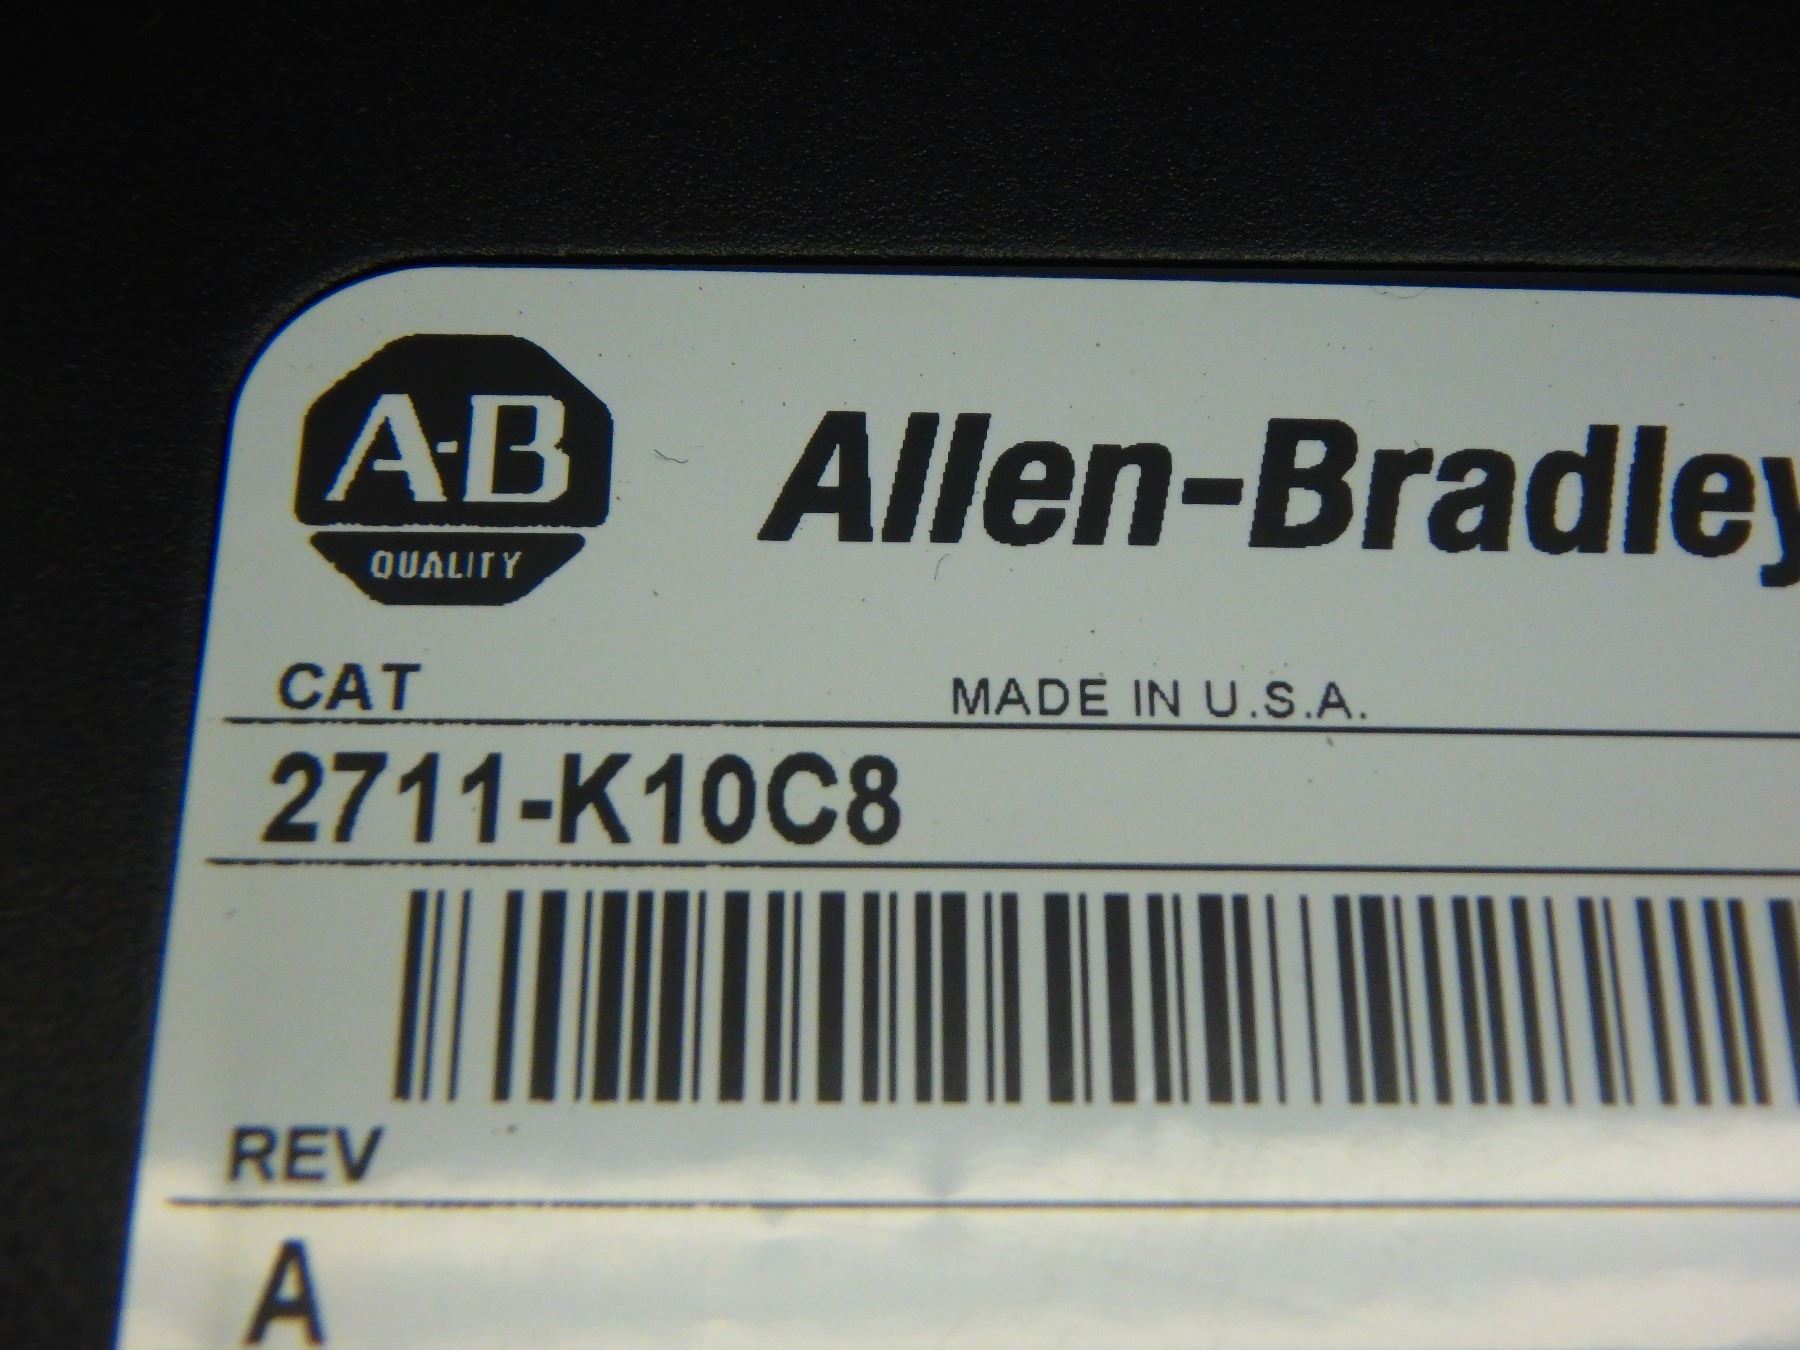 A-B
QUALITY
Allen-Bradley
CAT
MADE IN U.S.A.
2711-K10C8
REV
A